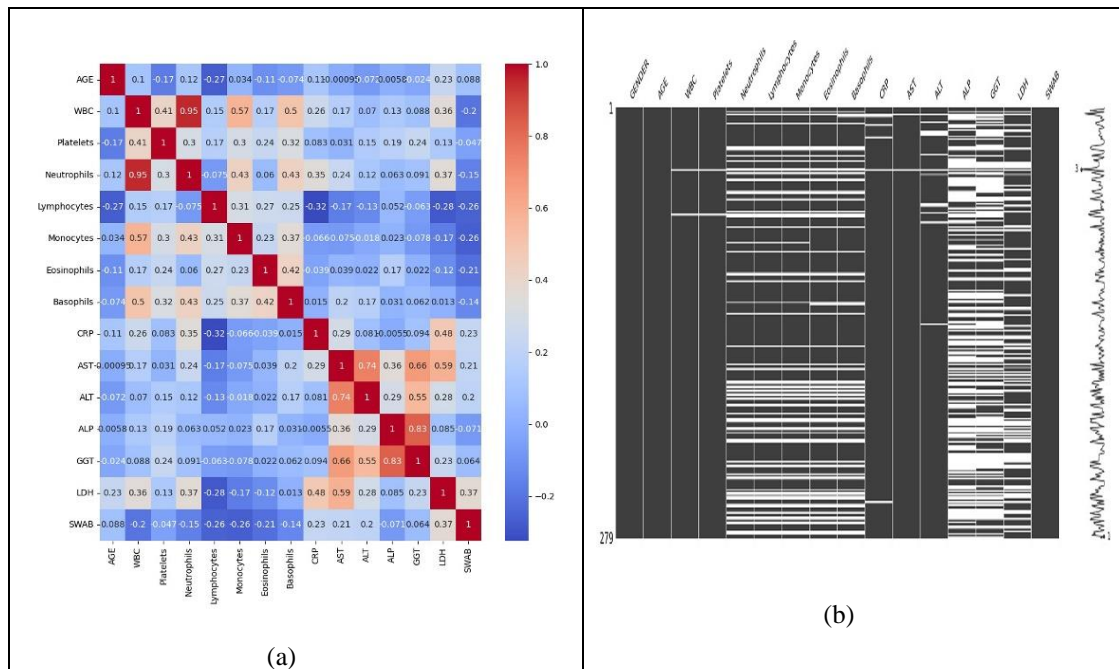 AGE 1 0.1 -0.17 0.12 -0.27 0.034 -0.11 -0.074 0.11 0.00095 -0.072 0.0058 -0.024 0.23 0.088
WBC 0.1 1 0.41 0.95 0.15 0.57 0.17 0.5 0.26 0.17 0.07 0.13 0.088 0.36 -0.2
Platelets -0.17 0.41 1 0.3 0.17 0.3 0.24 0.32 0.083 0.031 0.15 0.19 0.24 0.13 -0.047
Neutrophils 0.12 0.95 0.3 1 -0.075 0.43 0.06 0.43 0.35 0.24 0.12 0.063 0.091 0.37 -0.15
Lymphocytes -0.27 0.15 0.17 -0.075 1 0.31 0.27 0.25 -0.32 -0.17 -0.13 0.052 -0.063 -0.28 -0.26
Monocytes 0.034 0.57 0.3 0.43 0.31 1 0.23 0.37 -0.066 -0.075 -0.018 0.023 -0.078 -0.17 -0.26
Eosinophils -0.11 0.17 0.24 0.06 0.27 0.23 1 0.42 -0.039 0.039 0.022 0.17 0.022 -0.12 -0.21
Basophils -0.074 0.5 0.32 0.43 0.25 0.37 0.42 1 0.015 0.2 0.17 0.031 0.062 0.013 -0.14
CRP 0.11 0.26 0.083 0.35 -0.32 -0.066 -0.039 0.015 1 0.29 0.081 0.0055 0.094 0.48 0.23
AST 0.00095 0.17 0.031 0.24 -0.17 -0.075 0.039 0.2 0.29 1 0.74 0.36 0.66 0.59 0.21
ALT -0.072 0.07 0.15 0.12 -0.13 -0.018 0.022 0.17 0.081 0.74 1 0.29 0.55 0.28 0.2
ALP 0.0058 0.13 0.19 0.063 0.052 0.023 0.17 0.031 0.0055 0.36 0.29 1 0.83 0.085 -0.071
GGT -0.024 0.088 0.24 0.091 -0.063 -0.078 0.022 0.062 0.094 0.66 0.55 0.83 1 0.23 0.064
LDH 0.23 0.36 0.13 0.37 -0.28 -0.17 -0.12 0.013 0.48 0.59 0.28 0.085 0.23 1 0.37
SWAB 0.088 -0.2 -0.047 -0.15 -0.26 -0.26 -0.21 -0.14 0.23 0.21 0.2 -0.071 0.064 0.37 1
AGE WBC Platelets Neutrophils Lymphocytes Monocytes Eosinophils Basophils CRP AST ALT ALP GGT LDH SWAB
1.0
0.8
0.6
0.4
0.2
0.0
−0.2
(a)
GENDER AGE WBC Platelets Neutrophils Lymphocytes Monocytes Eosinophils Basophils CRP AST ALT ALP GGT LDH SWAB
1
1
279
1
(b)